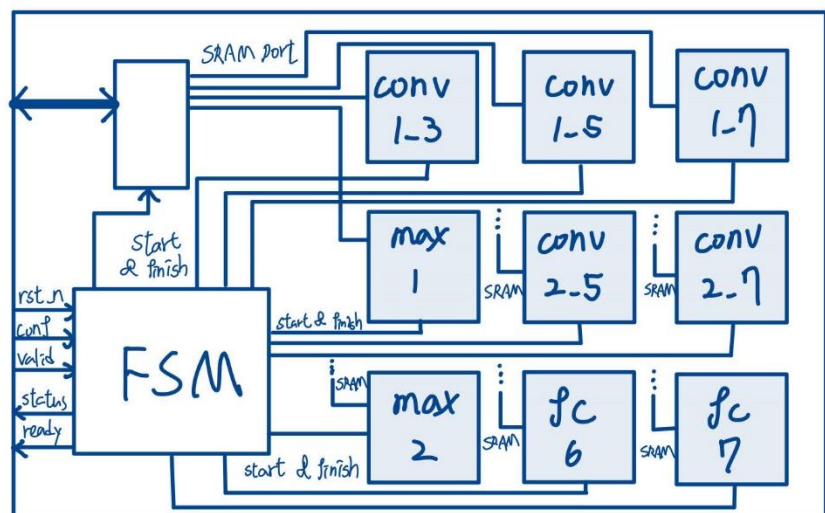 SRAM port
conv
1_3
conv
1_5
conv
1_7
start
& finish
max
1
SRAM
conv
2_5
SRAM
conv
2_7
rst_n
conf
valid
status
ready
FSM
start & finish
SRAM
max
2
SRAM
fc
6
SRAM
fc
7
start & finish